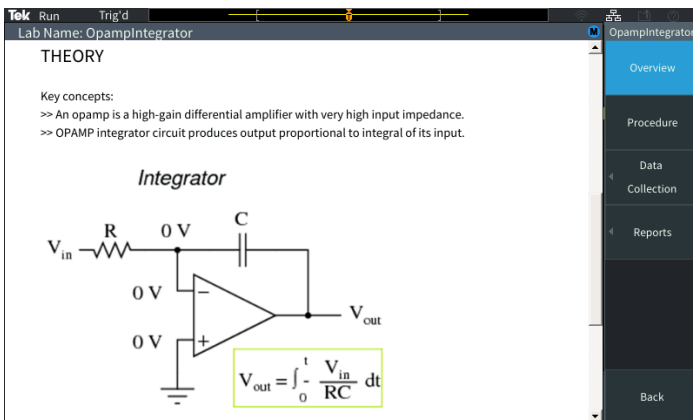 Tek Run Trig'd
Lab Name: OpampIntegrator
M
OpampIntegrator
THEORY
Key concepts:
>> An opamp is a high-gain differential amplifier with very high input impedance.
>> OPAMP integrator circuit produces output proportional to integral of its input.
Integrator
R 0 V C
Vin
0 V
−
0 V
+
Vout
Vout = ∫₀ᵗ - Vin/RC dt
Overview
Procedure
Data
Collection
Reports
Back